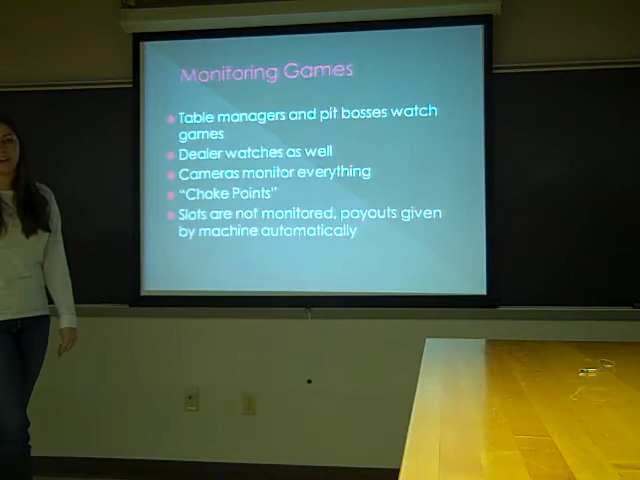 Monitoring Games
Table managers and pit bosses watch
games
Dealer watches as well
Cameras monitor everything
"Choke Points"
Slots are not monitored, payouts given
by machine automatically